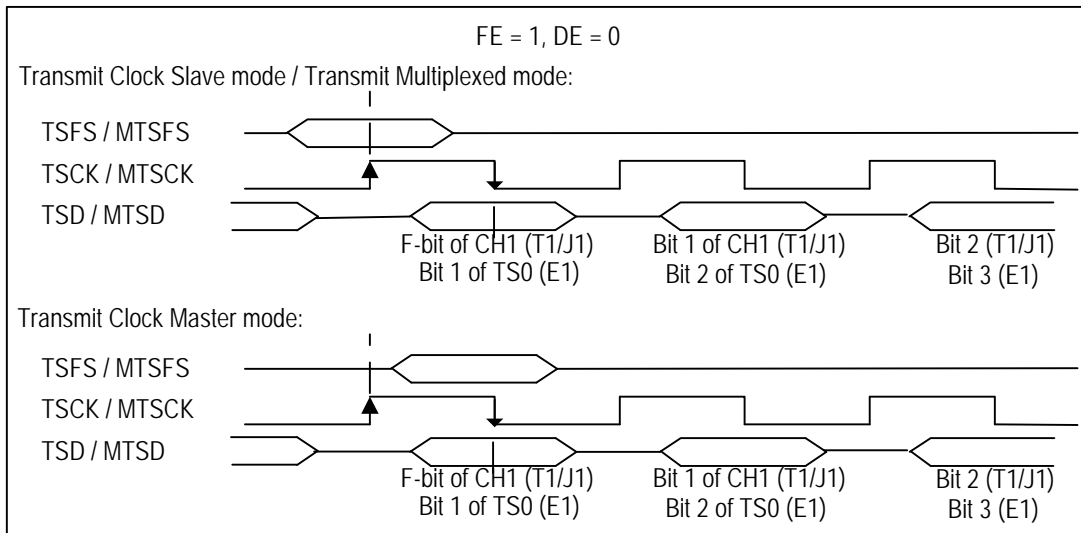 FE = 1, DE = 0
Transmit Clock Slave mode / Transmit Multiplexed mode:
TSFS / MTSFS
TSCK / MTSCK
TSD / MTSD
F-bit of CH1 (T1/J1)
Bit 1 of TS0 (E1)
Bit 1 of CH1 (T1/J1)
Bit 2 of TS0 (E1)
Bit 2 (T1/J1)
Bit 3 (E1)
Transmit Clock Master mode:
TSFS / MTSFS
TSCK / MTSCK
TSD / MTSD
F-bit of CH1 (T1/J1)
Bit 1 of TS0 (E1)
Bit 1 of CH1 (T1/J1)
Bit 2 of TS0 (E1)
Bit 2 (T1/J1)
Bit 3 (E1)